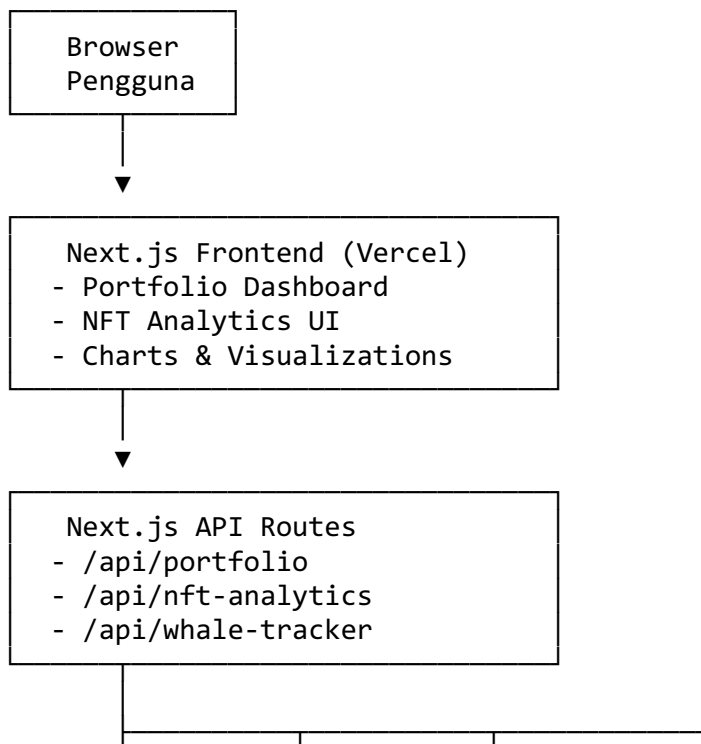 Browser
Pengguna
Next.js Frontend (Vercel)
- Portfolio Dashboard
- NFT Analytics UI
- Charts & Visualizations
Next.js API Routes
- /api/portfolio
- /api/nft-analytics
- /api/whale-tracker